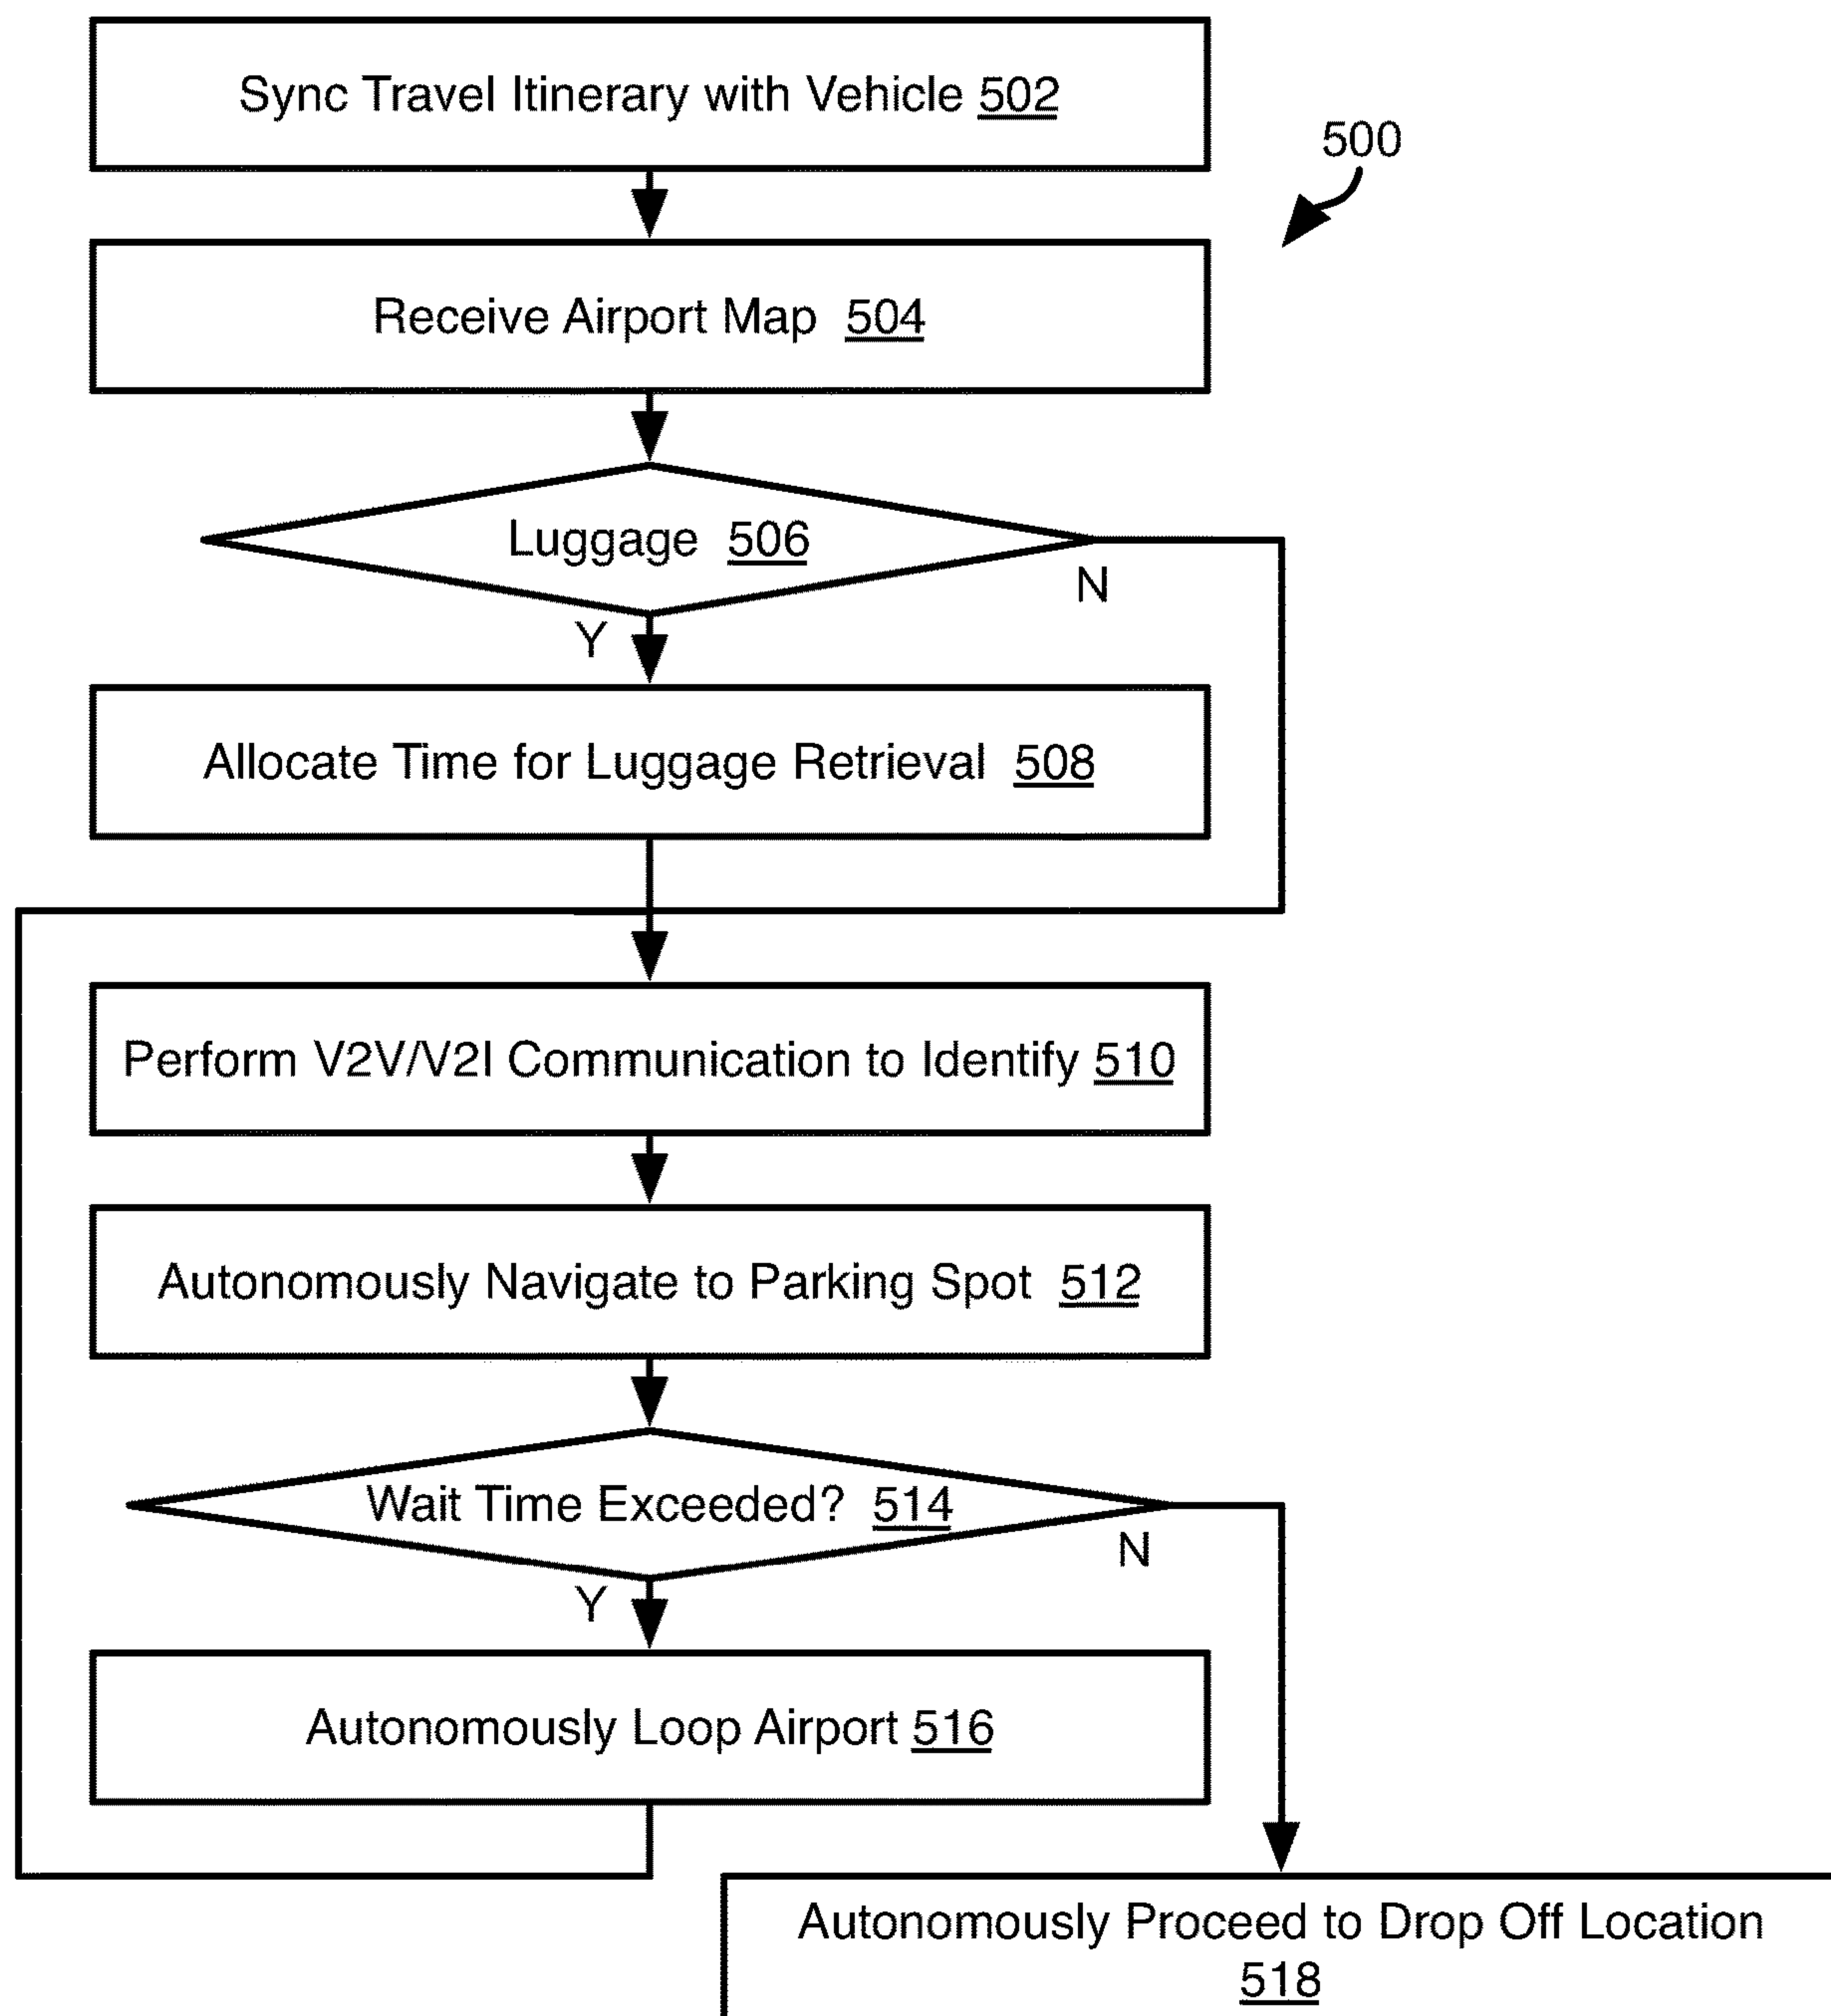 Sync Travel Itinerary with Vehicle 502
500
Receive Airport Map 504
Luggage 506
N
Y
Allocate Time for Luggage Retrieval 508
Perform V2V/V2I Communication to Identify 510
Autonomously Navigate to Parking Spot 512
Wait Time Exceeded? 514
N
Y
Autonomously Loop Airport 516
Autonomously Proceed to Drop Off Location
518